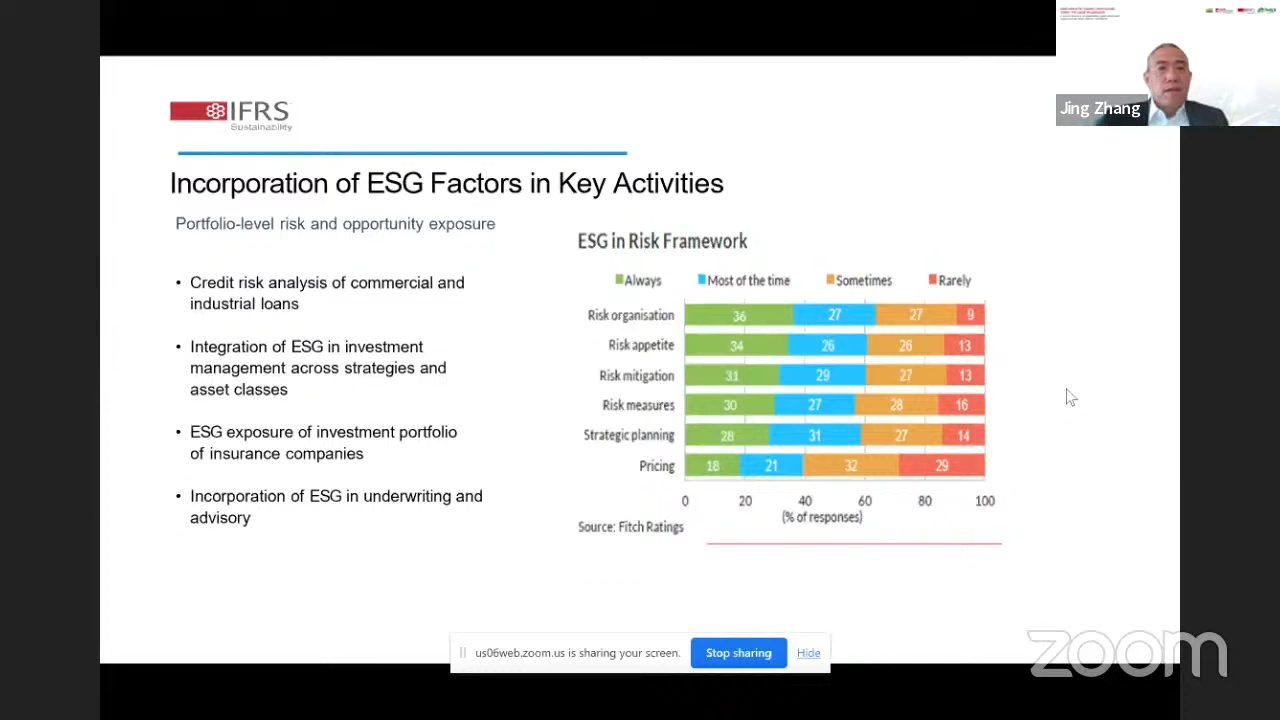 IFRS
Sustainability
Jing Zhang
Incorporation of ESG Factors in Key Activities
Portfolio-level risk and opportunity exposure
• Credit risk analysis of commercial and
industrial loans
• Integration of ESG in investment
management across strategies and
asset classes
• ESG exposure of investment portfolio
of insurance companies
• Incorporation of ESG in underwriting and
advisory
ESG in Risk Framework
Always Most of the time Sometimes Rarely
Risk organisation 36 27 27 9
Risk appetite 34 26 26 13
Risk mitigation 31 29 27 13
Risk measures 30 27 28 16
Strategic planning 28 31 27 14
Pricing 18 21 32 29
0 20 40 60 80 100
(% of responses)
Source: Fitch Ratings
us06web.zoom.us is sharing your screen. Stop sharing Hide
zoom